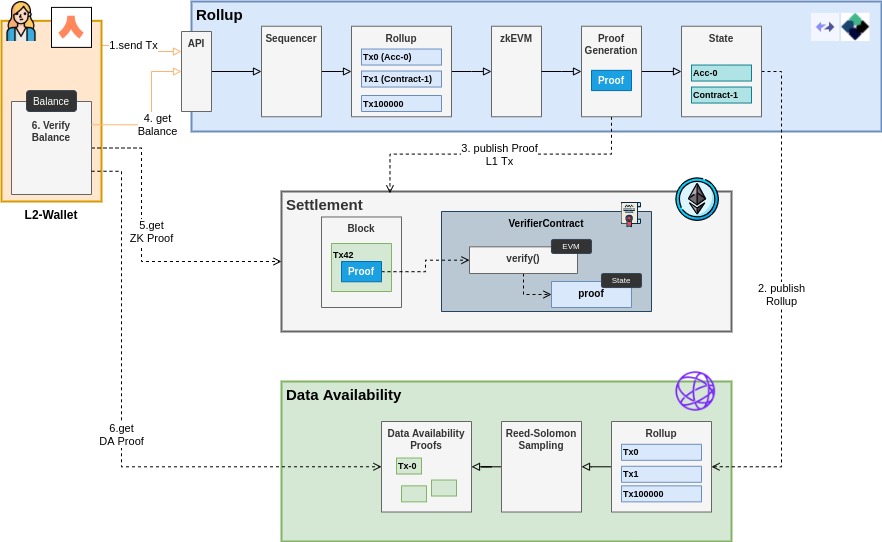 Rollup
1.send Tx
API
Sequencer
Rollup
Tx0 (Acc-0)
Tx1 (Contract-1)
Tx100000
zkEVM
Proof
Generation
Proof
State
Acc-0
Contract-1
Balance
6. Verify
Balance
L2-Wallet
4. get
Balance
3. publish Proof
L1 Tx
5.get
ZK Proof
Settlement
Block
Tx42
Proof
VerifierContract
EVM
verify()
State
proof
2. publish
Rollup
6.get
DA Proof
Data Availability
Data Availability
Proofs
Tx-0
Reed-Solomon
Sampling
Rollup
Tx0
Tx1
Tx100000